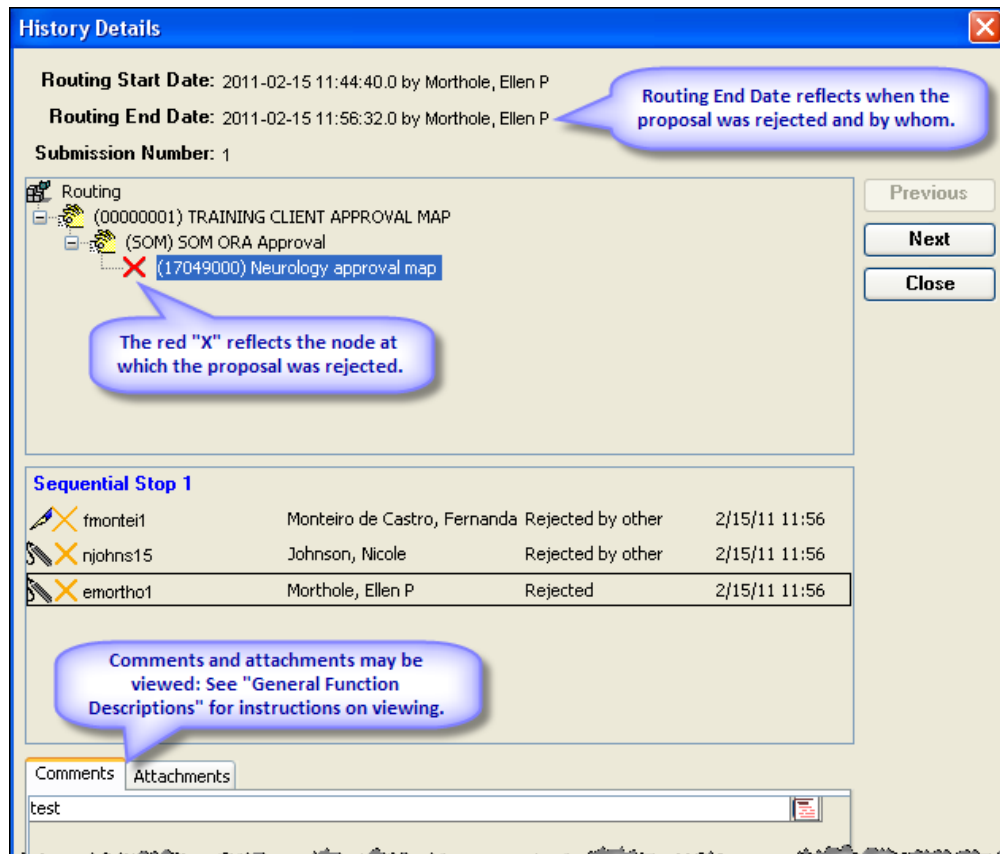 History Details
Routing Start Date: 2011-02-15 11:44:40.0 by Morthole, Ellen P
Routing End Date: 2011-02-15 11:56:32.0 by Morthole, Ellen P
Routing End Date reflects when the
proposal was rejected and by whom.
Submission Number: 1
Routing
(00000001) TRAINING CLIENT APPROVAL MAP
(SOM) SOM ORA Approval
(17049000) Neurology approval map
The red "X" reflects the node at
which the proposal was rejected.
Previous
Next
Close
Sequential Stop 1
fmontei1 Monteiro de Castro, Fernanda Rejected by other 2/15/11 11:56
njohns15 Johnson, Nicole Rejected by other 2/15/11 11:56
emortho1 Morthole, Ellen P Rejected 2/15/11 11:56
Comments and attachments may be
viewed: See "General Function
Descriptions" for instructions on viewing.
Comments Attachments
test